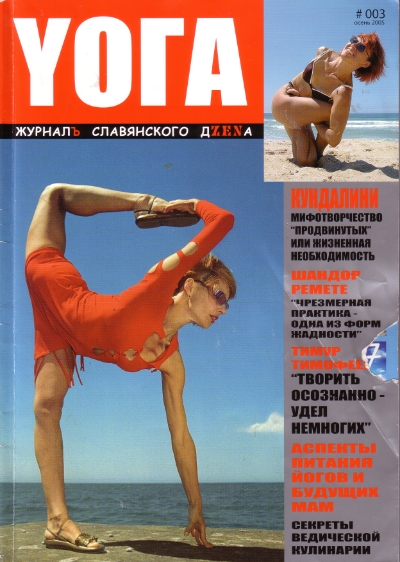 YОГА
# 003
осень 2005
ЖУРНАЛЪ СЛАВЯНСКОГО ДZENА
КУНДАЛИНИ
МИФОТВОРЧЕСТВО
"ПРОДВИНУТЫХ"
ИЛИ ЖИЗНЕННАЯ
НЕОБХОДИМОСТЬ
ШАНДОР
РЕМЕТЕ
"ЧРЕЗМЕРНАЯ
ПРАКТИКА -
ОДНА ИЗ ФОРМ
ЖАДНОСТИ"
ТИМУР
"ТВОРИТЬ
ОСОЗНАННО -
УДЕЛ
НЕМНОГИХ"
АСПЕКТЫ
ПИТАНИЯ
ЙОГОВ И
БУДУЩИХ
МАМ
СЕКРЕТЫ
ВЕДИЧЕСКОЙ
КУЛИНАРИИ